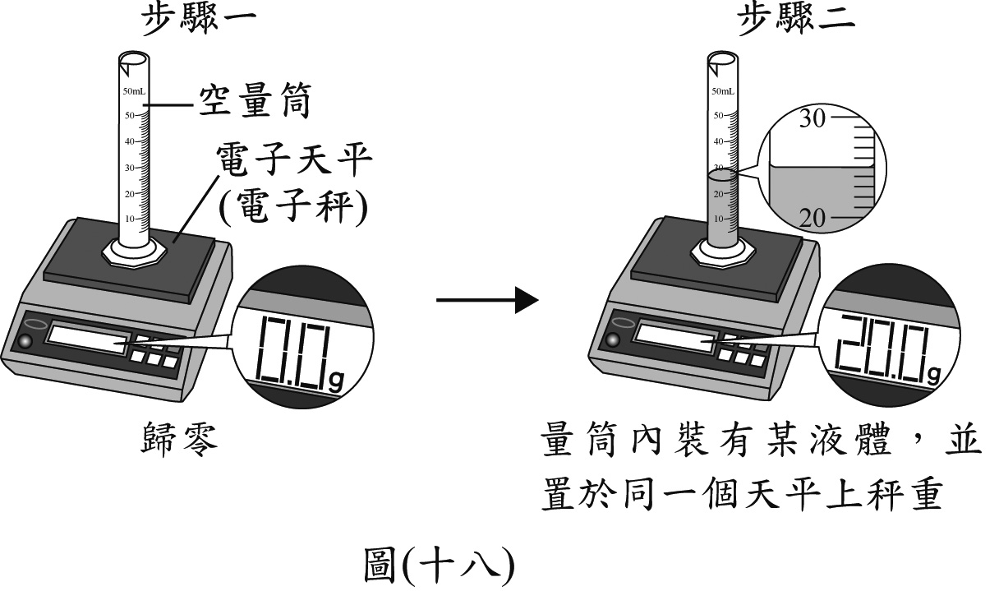 步驟一
50mL
50
40
30
20
10
空量筒
電子天平
(電子秤)
0.0g
歸零
步驟二
50mL
50
40
30
20
10
30
20
20.0g
量筒內裝有某液體，並
置於同一個天平上秤重
圖(十八)